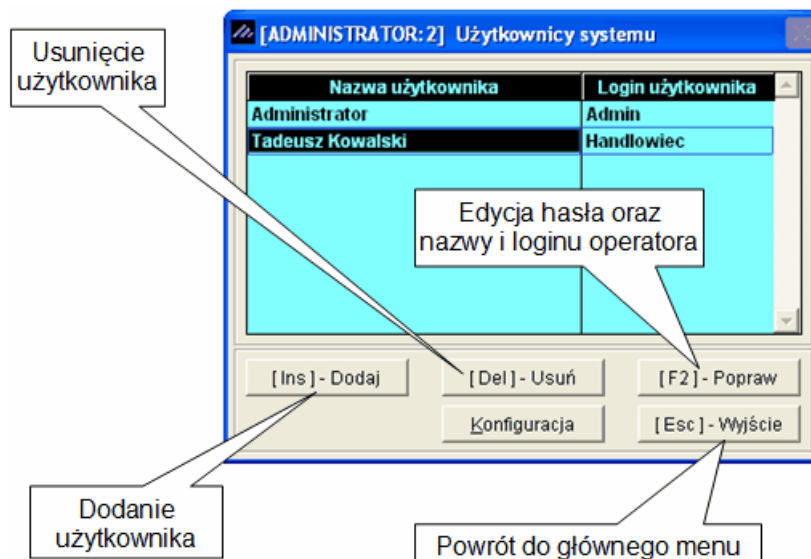 Usunięcie
użytkownika
[ADMINISTRATOR:2] Użytkownicy systemu
Nazwa użytkownika Login użytkownika
Administrator Admin
Tadeusz Kowalski Handlowiec
Edycja hasła oraz
nazwy i loginu operatora
[Ins]- Dodaj [Del]- Usuń [F2]- Popraw
Konfiguracja [Esc]- Wyjście
Dodanie
użytkownika
Powrót do głównego menu